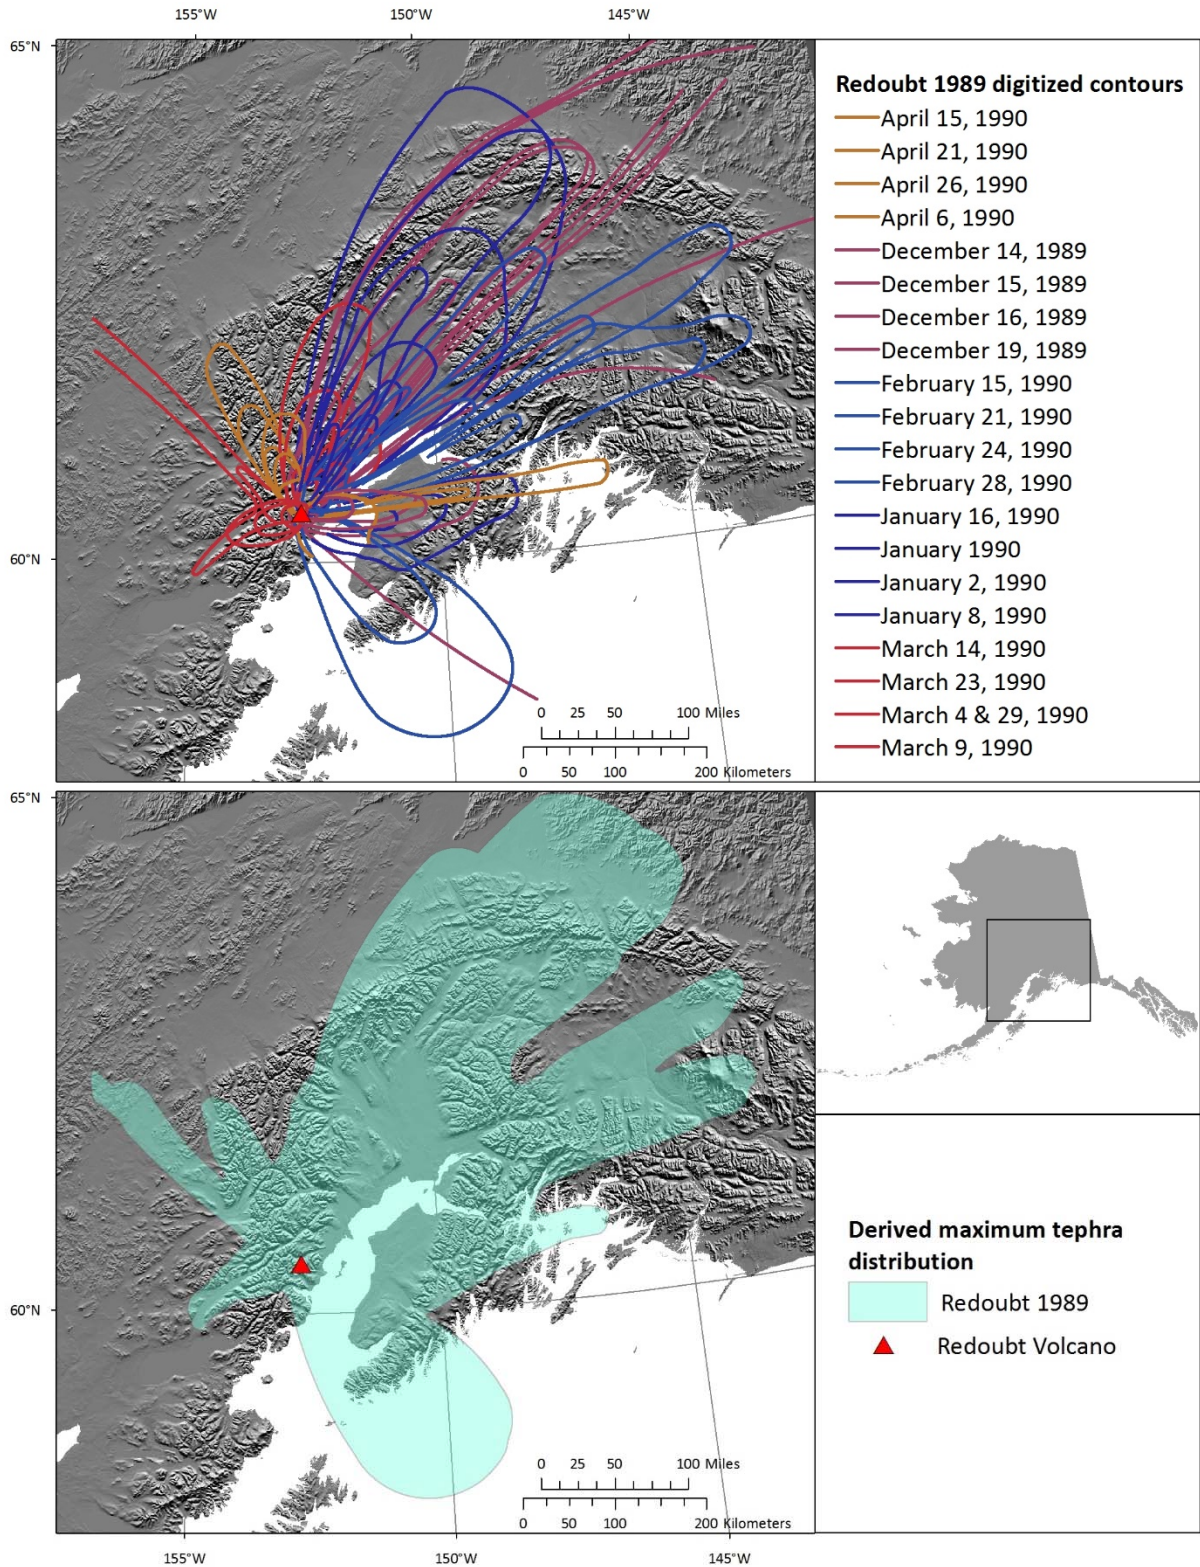 155°W 150°W 145°W
65°N
60°N
0 25 50 100 Miles
0 50 100 200 Kilometers
Redoubt 1989 digitized contours
April 15, 1990
April 21, 1990
April 26, 1990
April 6, 1990
December 14, 1989
December 15, 1989
December 16, 1989
December 19, 1989
February 15, 1990
February 21, 1990
February 24, 1990
February 28, 1990
January 16, 1990
January 1990
January 2, 1990
January 8, 1990
March 14, 1990
March 23, 1990
March 4 & 29, 1990
March 9, 1990
65°N
60°N
0 25 50 100 Miles
0 50 100 200 Kilometers
155°W 150°W 145°W
Derived maximum tephra
distribution
Redoubt 1989
Redoubt Volcano